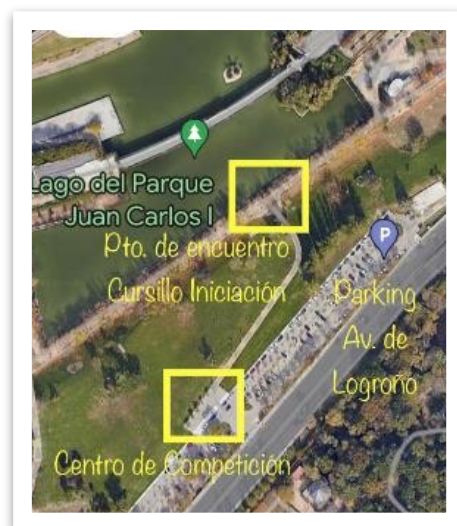 Lago del Parque
Juan Carlos I
Pto. de encuentro
Cursillo Iniciación
Parking
Av. de
Logroño
P
Centro de Competición